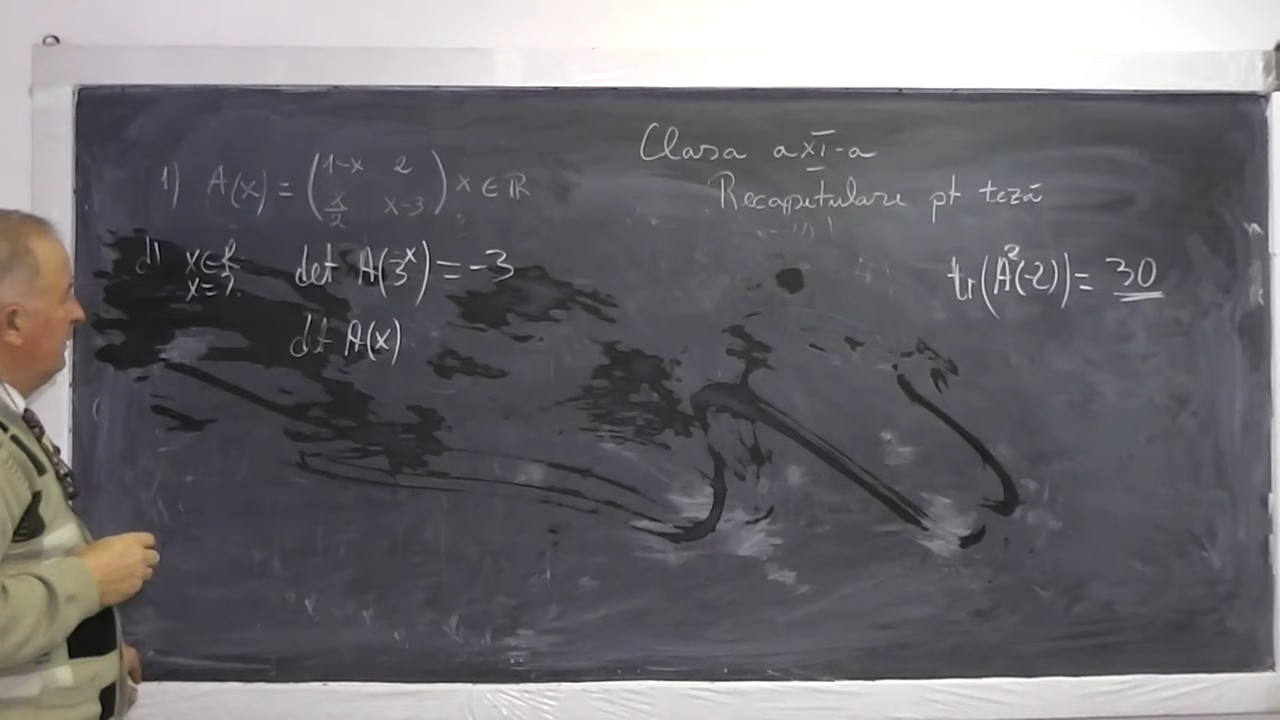 Clasa a XI-a
Recapitulare pt teză
1) A(x) = (1-x 2
x/2 x-3) x ∈ ℝ
d) x∈R det A(3^x) = -3
x=?
det A(x)
tr(A²(-2)) = 30